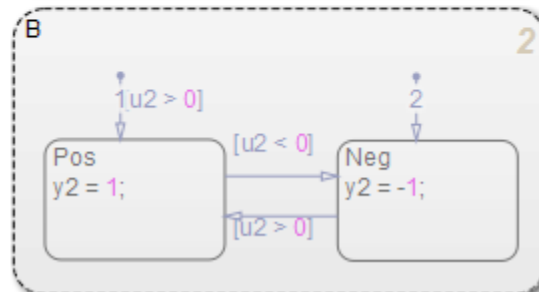 B
2
1[u2 > 0]
2
Pos
y2 = 1;
[u2 < 0]
Neg
y2 = -1;
[u2 > 0]